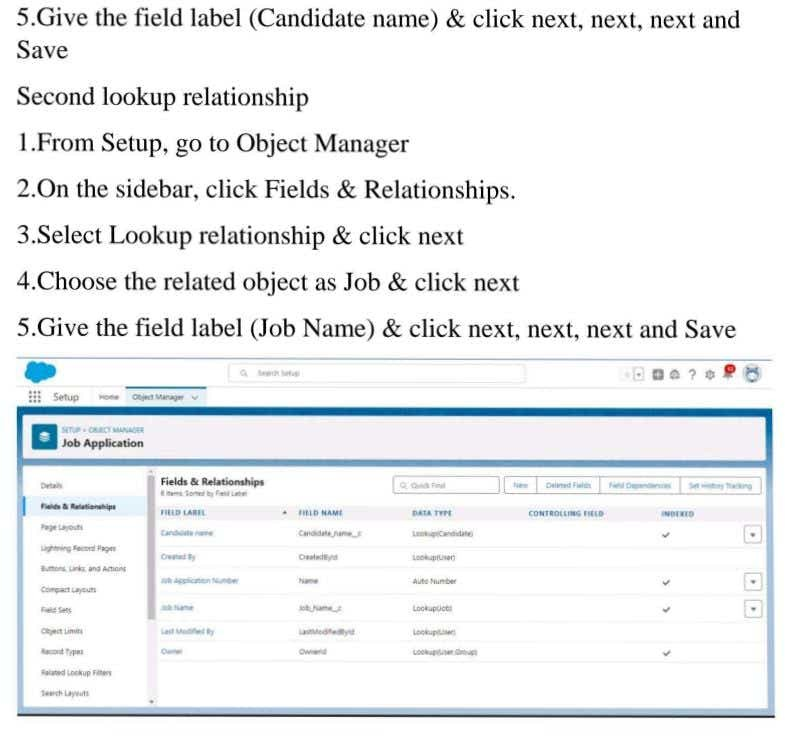 5.Give the field label (Candidate name) & click next, next, next and
Save
Second lookup relationship
1.From Setup, go to Object Manager
2.On the sidebar, click Fields & Relationships.
3.Select Lookup relationship & click next
4.Choose the related object as Job & click next
5.Give the field label (Job Name) & click next, next, next and Save
Search Setup
Setup Home Object Manager
SETUP > OBJECT MANAGER
Job Application
Details
Fields & Relationships
Page Layouts
Lightning Record Pages
Buttons, Links, and Actions
Compact Layouts
Field Sets
Object Limits
Record Types
Related Lookup Filters
Search Layouts
Fields & Relationships
6 Items, Sorted by Field Label
Quick Find
New Deleted Fields Field Dependencies Set History Tracking
FIELD LABEL FIELD NAME DATA TYPE CONTROLLING FIELD INDEXED
Candidate name Candidate_name__c Lookup(Candidate)
Created By CreatedById Lookup(User)
Job Application Number Name Auto Number
Job Name Job_Name__c Lookup(Job)
Last Modified By LastModifiedById Lookup(User)
Owner OwnerId Lookup(User,Group)